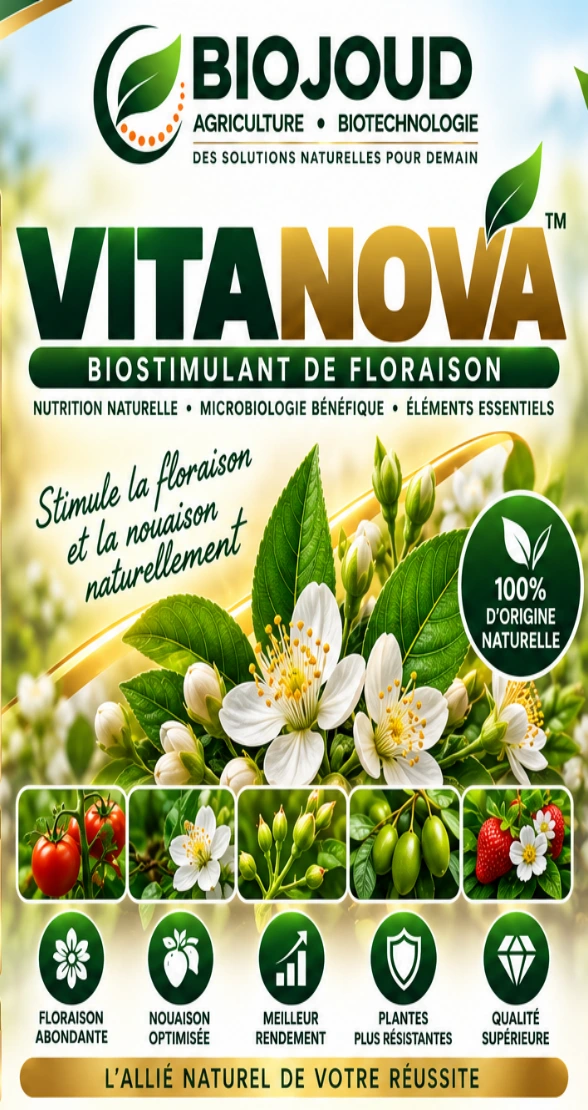 BIOJOUD
AGRICULTURE • BIOTECHNOLOGIE
DES SOLUTIONS NATURELLES POUR DEMAIN
VITANOVA™
BIOSTIMULANT DE FLORAISON
NUTRITION NATURELLE • MICROBIOLOGIE BÉNÉFIQUE • ÉLÉMENTS ESSENTIELS
Stimule la floraison
et la nouaison
naturellement
100%
D'ORIGINE
NATURELLE
FLORAISON
ABONDANTE
NOUAISON
OPTIMISÉE
MEILLEUR
RENDEMENT
PLANTES
PLUS RÉSISTANTES
QUALITÉ
SUPÉRIEURE
L'ALLIÉ NATUREL DE VOTRE RÉUSSITE